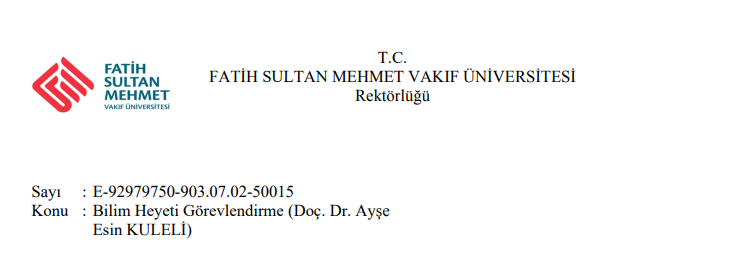 FATİH
SULTAN
MEHMET
VAKIF ÜNİVERSİTESİ
T.C.
FATİH SULTAN MEHMET VAKIF ÜNİVERSİTESİ
Rektörlüğü
Sayı : E-92979750-903.07.02-50015
Konu : Bilim Heyeti Görevlendirme (Doç. Dr. Ayşe
Esin KULELİ)